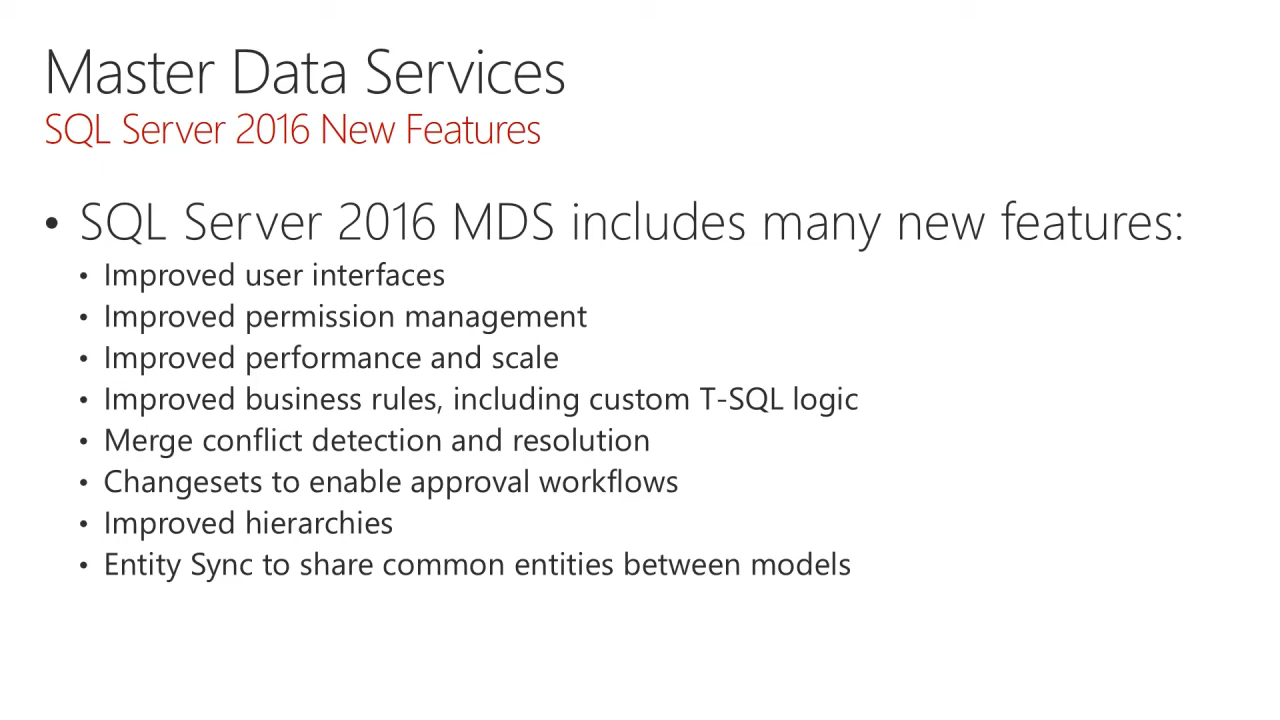 Master Data Services
SQL Server 2016 New Features
• SQL Server 2016 MDS includes many new features:
• Improved user interfaces
• Improved permission management
• Improved performance and scale
• Improved business rules, including custom T-SQL logic
• Merge conflict detection and resolution
• Changesets to enable approval workflows
• Improved hierarchies
• Entity Sync to share common entities between models